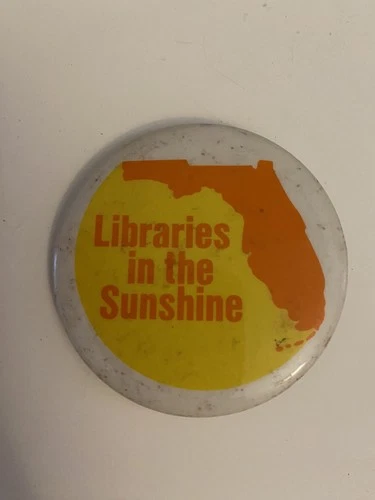 Libraries
in the
Sunshine